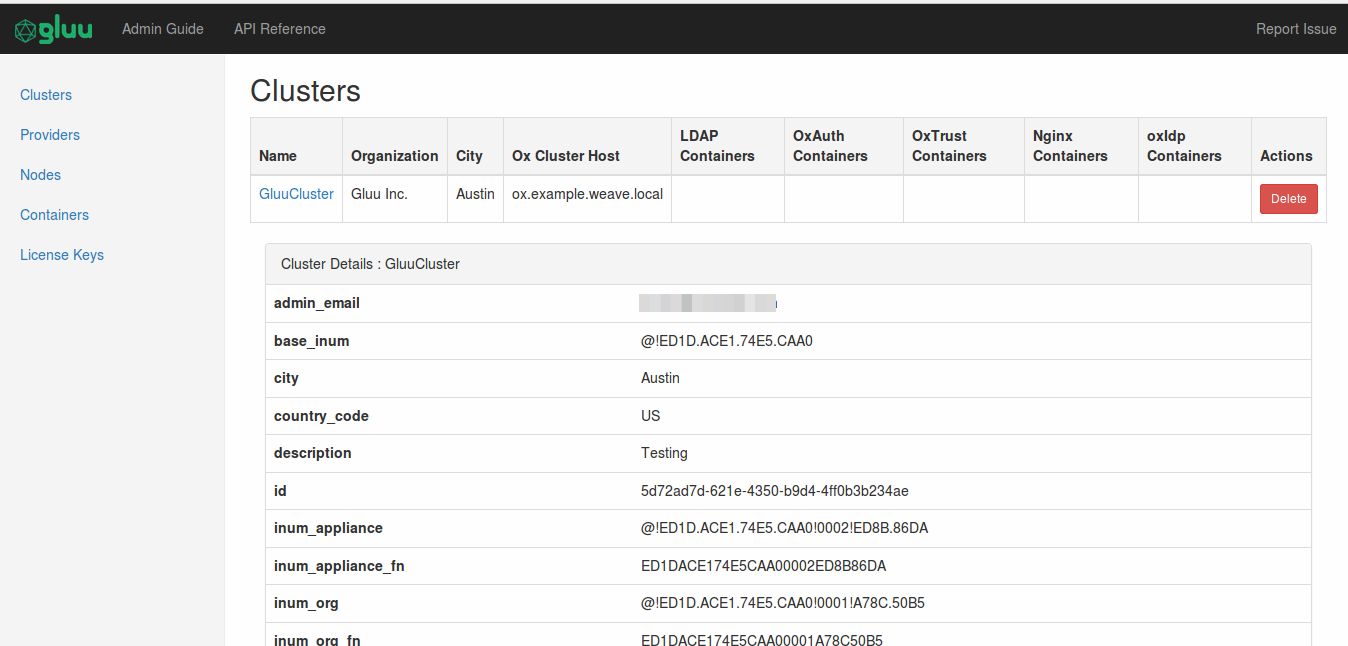 gluu Admin Guide API Reference Report Issue
Clusters
Providers
Nodes
Containers
License Keys
Clusters
Name Organization City Ox Cluster Host LDAP Containers OxAuth Containers OxTrust Containers Nginx Containers oxIdp Containers Actions
GluuCluster Gluu Inc. Austin ox.example.weave.local Delete
Cluster Details : GluuCluster
admin_email
base_inum @!ED1D.ACE1.74E5.CAA0
city Austin
country_code US
description Testing
id 5d72ad7d-621e-4350-b9d4-4ff0b3b234ae
inum_appliance @!ED1D.ACE1.74E5.CAA0!0002!ED8B.86DA
inum_appliance_fn ED1DACE174E5CAA00002ED8B86DA
inum_org @!ED1D.ACE1.74E5.CAA0!0001!A78C.50B5
inum_org_fn ED1DACE174E5CAA00001A78C50B5